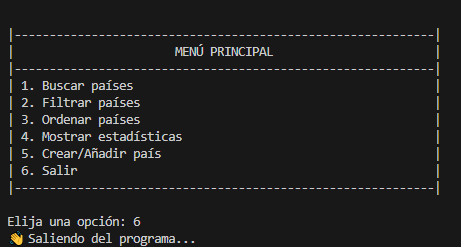 |------------------------------------------------------------|
|                       MENÚ PRINCIPAL                       |
|------------------------------------------------------------|
| 1. Buscar países                                           |
| 2. Filtrar países                                          |
| 3. Ordenar países                                          |
| 4. Mostrar estadísticas                                    |
| 5. Crear/Añadir país                                       |
| 6. Salir                                                   |
|------------------------------------------------------------|
Elija una opción: 6
👋 Saliendo del programa...